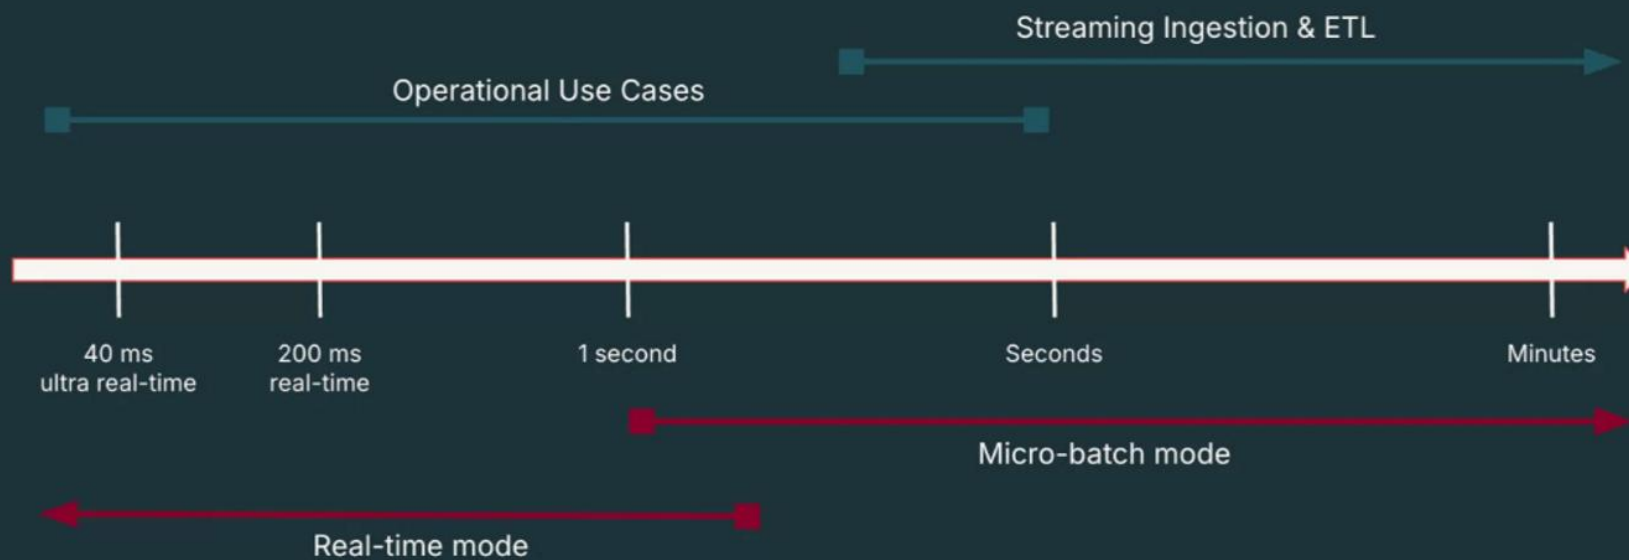 Streaming Ingestion & ETL
Operational Use Cases
40 ms
ultra real-time
200 ms
real-time
1 second
Seconds
Minutes
Micro-batch mode
Real-time mode